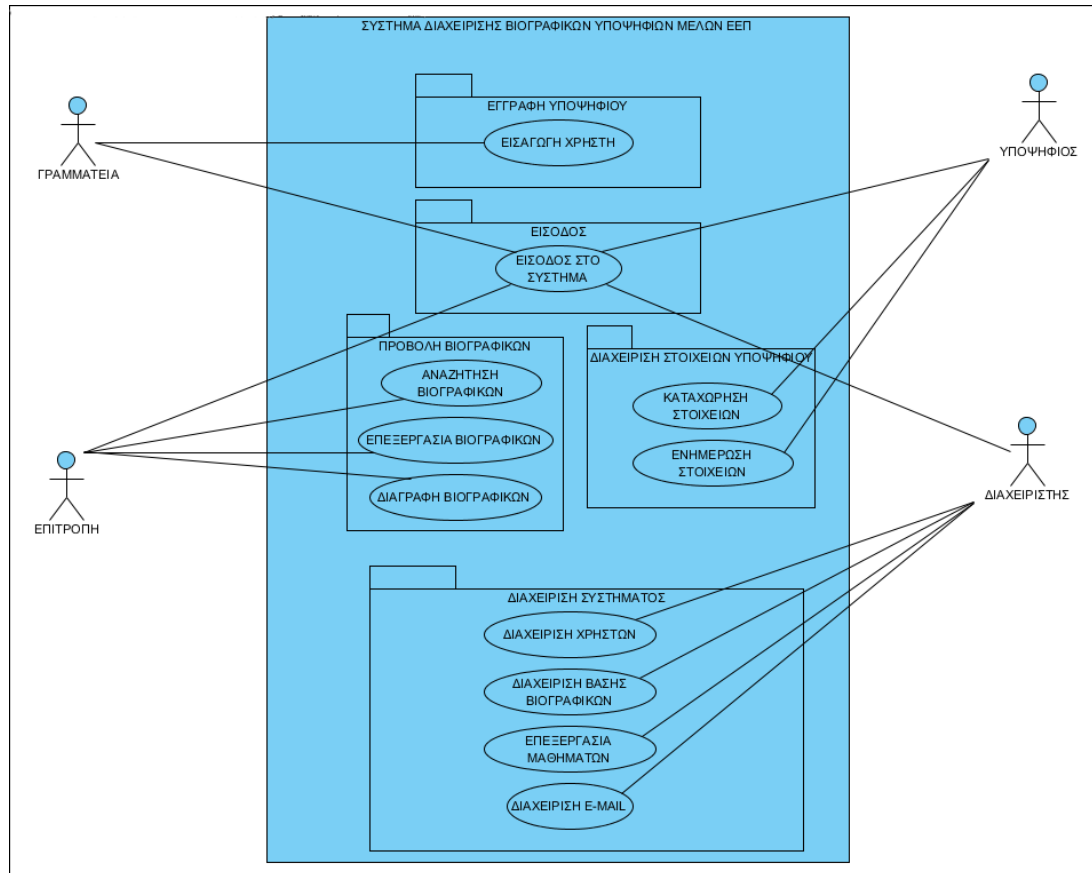 ΣΥΣΤΗΜΑ ΔΙΑΧΕΙΡΙΣΗΣ ΒΙΟΓΡΑΦΙΚΩΝ ΥΠΟΨΗΦΙΩΝ ΜΕΛΩΝ ΕΕΠ
ΕΓΓΡΑΦΗ ΥΠΟΨΗΦΙΟΥ
ΕΙΣΑΓΩΓΗ ΧΡΗΣΤΗ
ΓΡΑΜΜΑΤΕΙΑ
ΥΠΟΨΗΦΙΟΣ
ΕΙΣΟΔΟΣ
ΕΙΣΟΔΟΣ ΣΤΟ
ΣΥΣΤΗΜΑ
ΠΡΟΒΟΛΗ ΒΙΟΓΡΑΦΙΚΩΝ
ΑΝΑΖΗΤΗΣΗ
ΒΙΟΓΡΑΦΙΚΩΝ
ΕΠΕΞΕΡΓΑΣΙΑ ΒΙΟΓΡΑΦΙΚΩΝ
ΔΙΑΓΡΑΦΗ ΒΙΟΓΡΑΦΙΚΩΝ
ΔΙΑΧΕΙΡΙΣΗ ΣΤΟΙΧΕΙΩΝ ΥΠΟΨΗΦΙΟΥ
ΚΑΤΑΧΩΡΗΣΗ
ΣΤΟΙΧΕΙΩΝ
ΕΝΗΜΕΡΩΣΗ
ΣΤΟΙΧΕΙΩΝ
ΕΠΙΤΡΟΠΗ
ΔΙΑΧΕΙΡΙΣΤΗΣ
ΔΙΑΧΕΙΡΙΣΗ ΣΥΣΤΗΜΑΤΟΣ
ΔΙΑΧΕΙΡΙΣΗ ΧΡΗΣΤΩΝ
ΔΙΑΧΕΙΡΙΣΗ ΒΑΣΗΣ
ΒΙΟΓΡΑΦΙΚΩΝ
ΕΠΕΞΕΡΓΑΣΙΑ
ΜΑΘΗΜΑΤΩΝ
ΔΙΑΧΕΙΡΙΣΗ E-MAIL